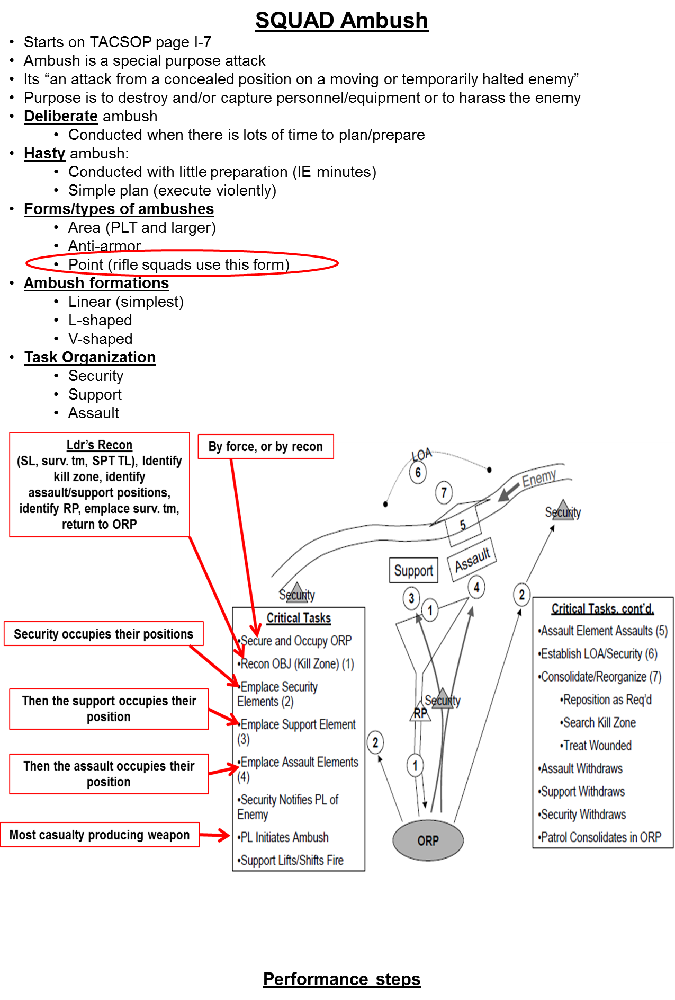 SQUAD Ambush
• Starts on TACSOP page I-7
• Ambush is a special purpose attack
• Its “an attack from a concealed position on a moving or temporarily halted enemy”
• Purpose is to destroy and/or capture personnel/equipment or to harass the enemy
• Deliberate ambush
• Conducted when there is lots of time to plan/prepare
• Hasty ambush:
• Conducted with little preparation (IE minutes)
• Simple plan (execute violently)
• Forms/types of ambushes
• Area (PLT and larger)
• Anti-armor
• Point (rifle squads use this form)
• Ambush formations
• Linear (simplest)
• L-shaped
• V-shaped
• Task Organization
• Security
• Support
• Assault
Ldr’s Recon
(SL, surv. tm, SPT TL), Identify
kill zone, identify
assault/support positions,
identify RP, emplace surv. tm,
return to ORP
By force, or by recon
Security occupies their positions
Then the support occupies their
position
Then the assault occupies their
position
Most casualty producing weapon
LOA
6
7
Enemy
5
Security
Support
Assault
4
3
1
2
Security
Security
RP
2
1
ORP
Critical Tasks
•Secure and Occupy ORP
•Recon OBJ (Kill Zone) (1)
•Emplace Security
Elements (2)
•Emplace Support Element
(3)
•Emplace Assault Elements
(4)
•Security Notifies PL of
Enemy
•PL Initiates Ambush
•Support Lifts/Shifts Fire
Critical Tasks, cont’d.
•Assault Element Assaults (5)
•Establish LOA/Security (6)
•Consolidate/Reorganize (7)
•Reposition as Req’d
•Search Kill Zone
•Treat Wounded
•Assault Withdraws
•Support Withdraws
•Security Withdraws
•Patrol Consolidates in ORP
Performance steps